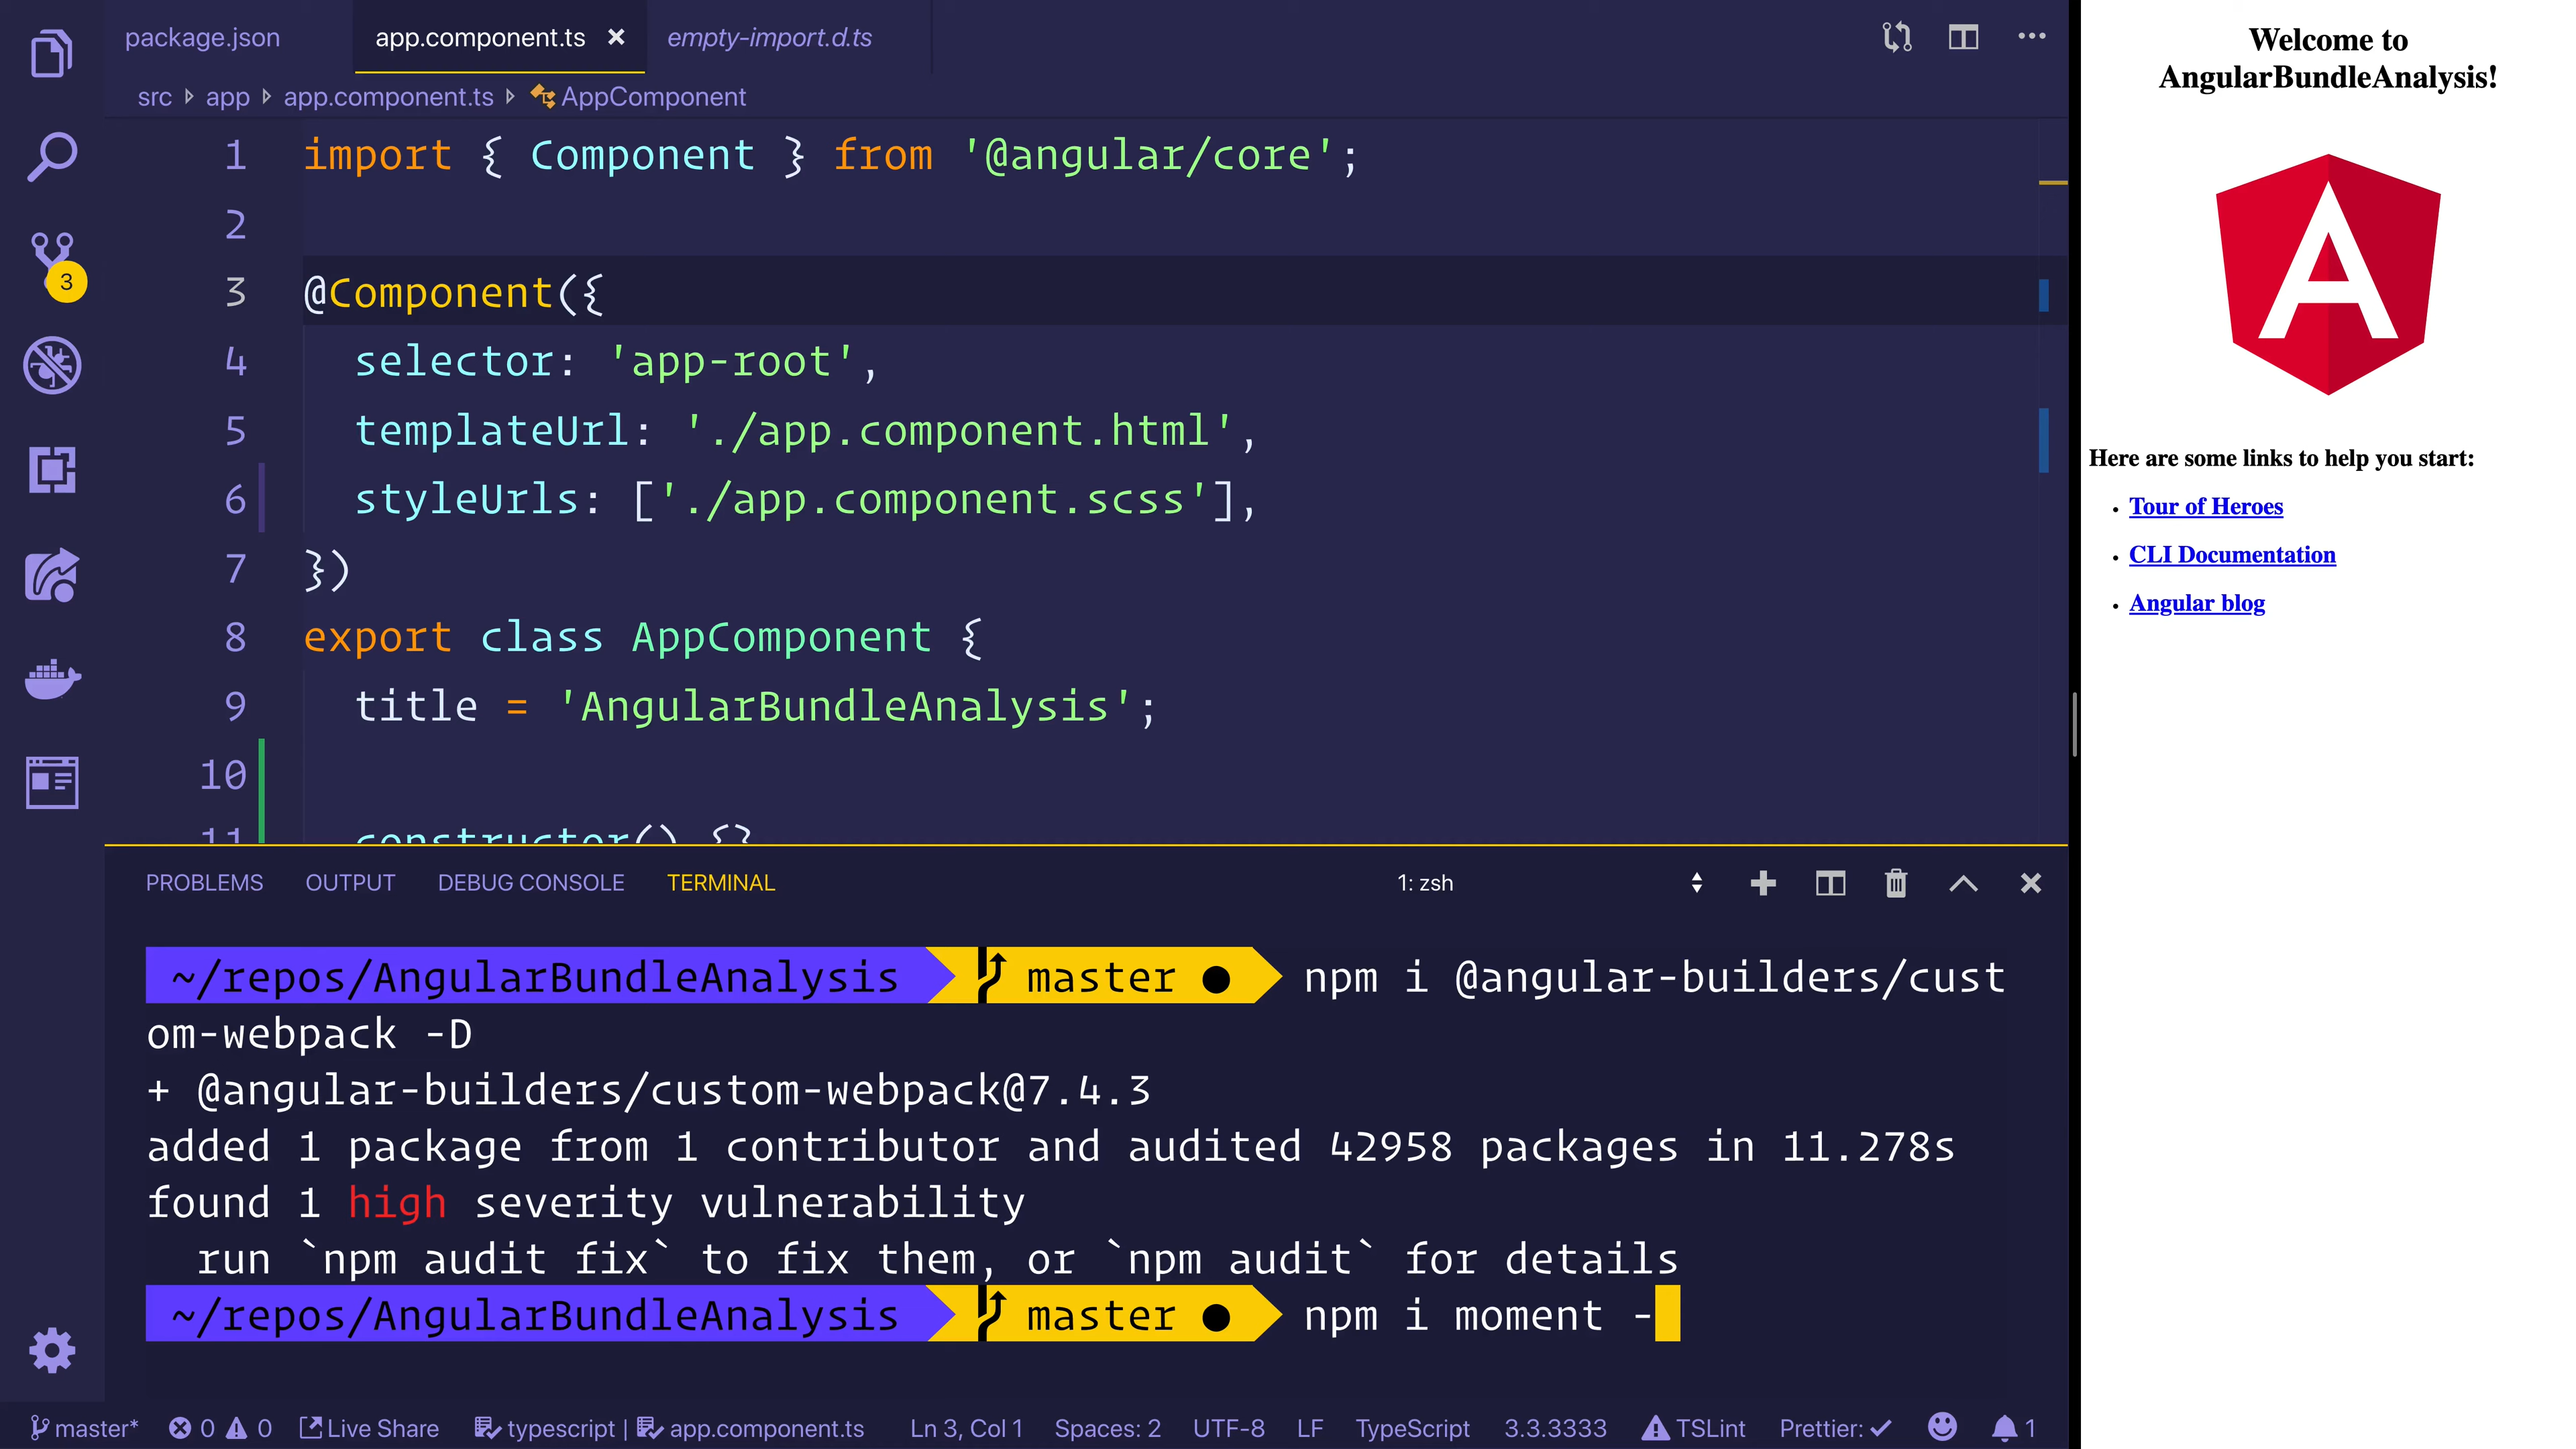 package.json
app.component.ts
empty-import.d.ts
src app app.component.ts AppComponent
1 import { Component } from '@angular/core';
2
3 @Component({
4 selector: 'app-root',
5 templateUrl: './app.component.html',
6 styleUrls: ['./app.component.scss'],
7 })
8 export class AppComponent {
9 title = 'AngularBundleAnalysis';
10
11 constructor() {}
PROBLEMS OUTPUT DEBUG CONSOLE TERMINAL 1: zsh
~/repos/AngularBundleAnalysis master ● npm i @angular-builders/cust
om-webpack -D
+ @angular-builders/custom-webpack@7.4.3
added 1 package from 1 contributor and audited 42958 packages in 11.278s
found 1 high severity vulnerability
run `npm audit fix` to fix them, or `npm audit` for details
~/repos/AngularBundleAnalysis master ● npm i moment -
3
master* 0 0 Live Share typescript | app.component.ts Ln 3, Col 1 Spaces: 2 UTF-8 LF TypeScript 3.3.3333 TSLint Prettier: ✓ 1
Welcome to
AngularBundleAnalysis!
A
Here are some links to help you start:
• Tour of Heroes
• CLI Documentation
• Angular blog